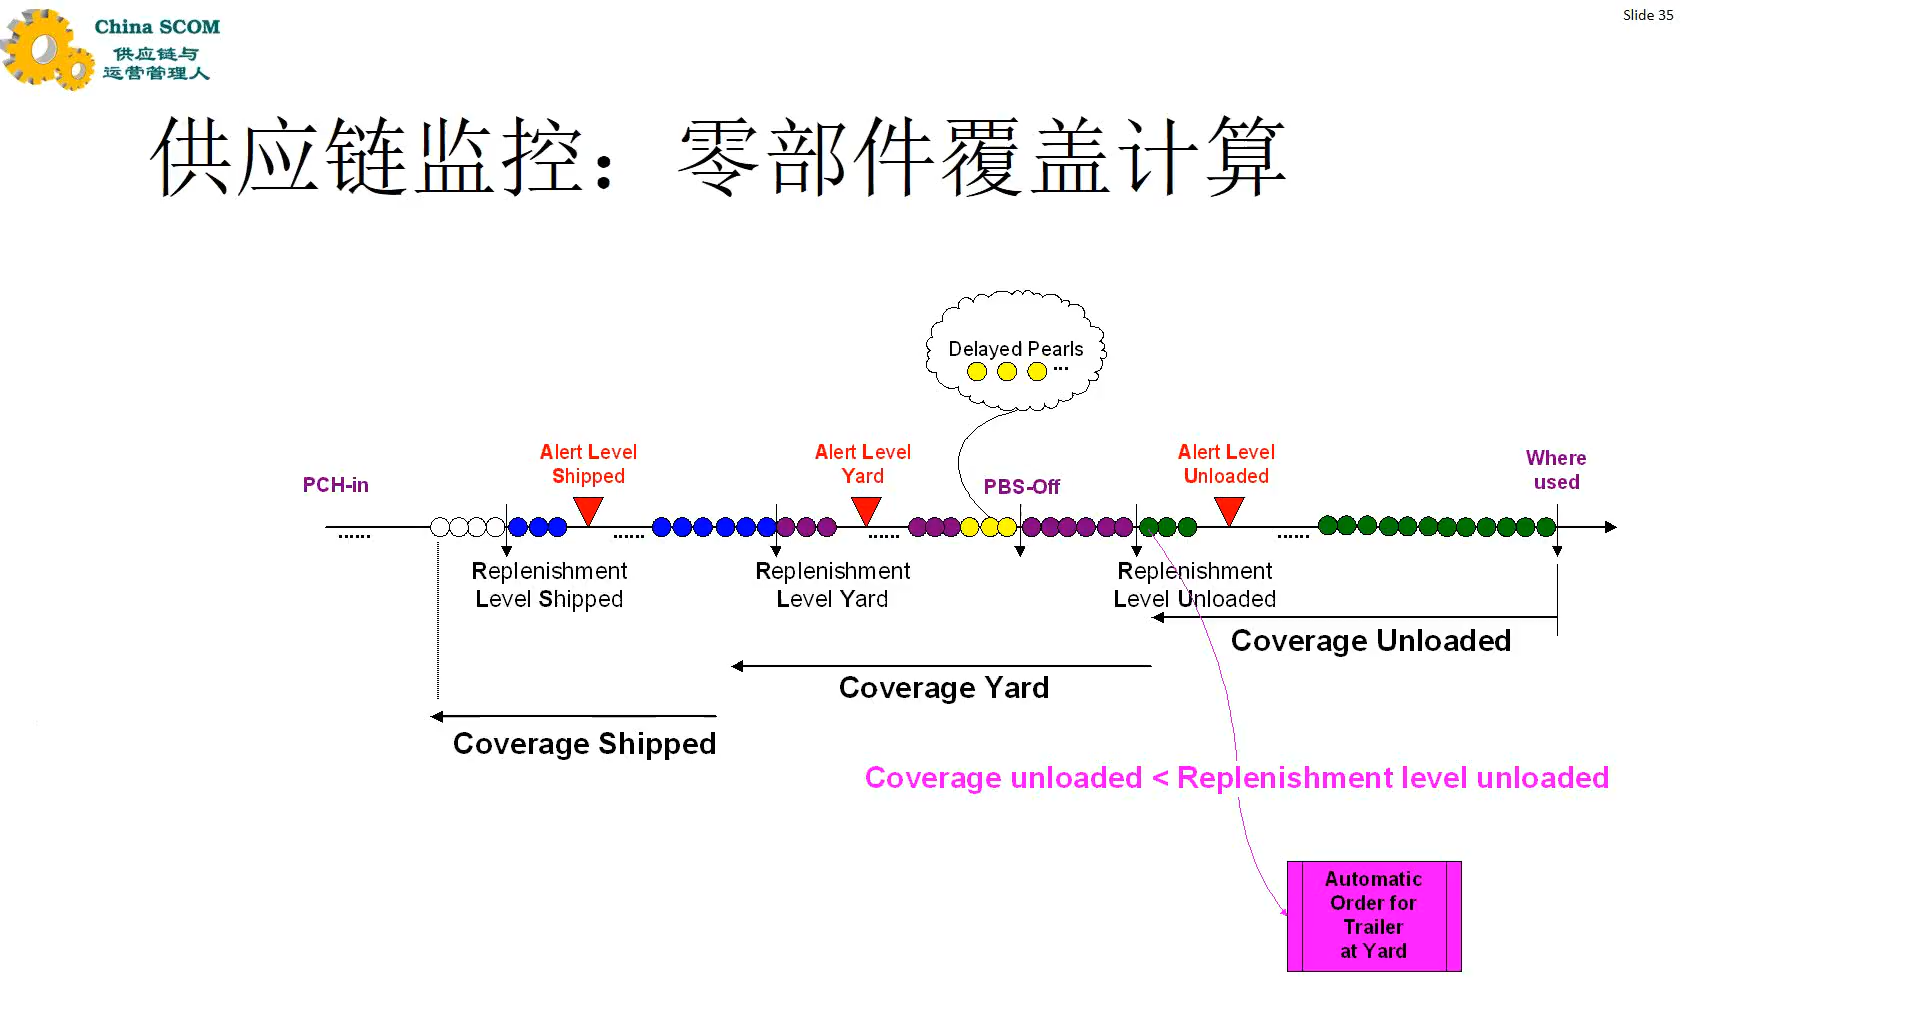 China SCOM
供应链与
运营管理人
Slide 35
供应链监控：零部件覆盖计算
Delayed Pearls
...
Alert Level
Shipped
Alert Level
Yard
Alert Level
Unloaded
Where
used
PCH-in
PBS-Off
......
......
......
......
Replenishment
Level Shipped
Replenishment
Level Yard
Replenishment
Level Unloaded
Coverage Unloaded
Coverage Yard
Coverage Shipped
Coverage unloaded < Replenishment level unloaded
Automatic
Order for
Trailer
at Yard